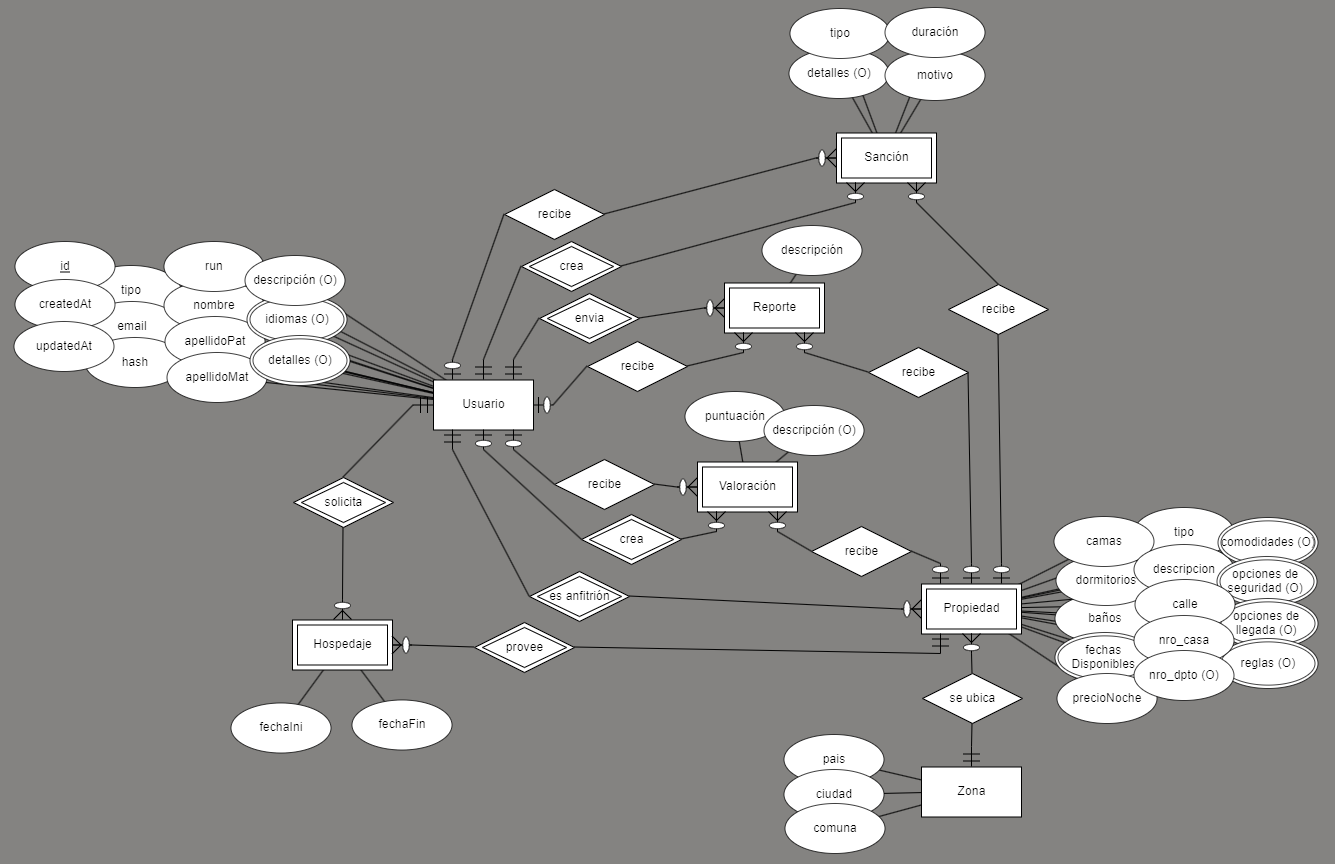 tipo
duración
detalles (O)
motivo
Sanción
recibe
crea
descripción
id
run
tipo
descripción (O)
createdAt
nombre
idiomas (O)
email
updatedAt
apellidoPat
detalles (O)
hash
apellidoMat
envia
Reporte
recibe
recibe
recibe
Usuario
puntuación
descripción (O)
recibe
Valoración
solicita
crea
recibe
es anfitrión
Propiedad
camas
tipo
comodidades (O)
dormitorios
descripcion
opciones de
seguridad (O)
baños
calle
opciones de
llegada (O)
fechas
Disponibles
nro_casa
reglas (O)
precioNoche
nro_dpto (O)
Hospedaje
provee
se ubica
fechaIni
fechaFin
pais
ciudad
comuna
Zona